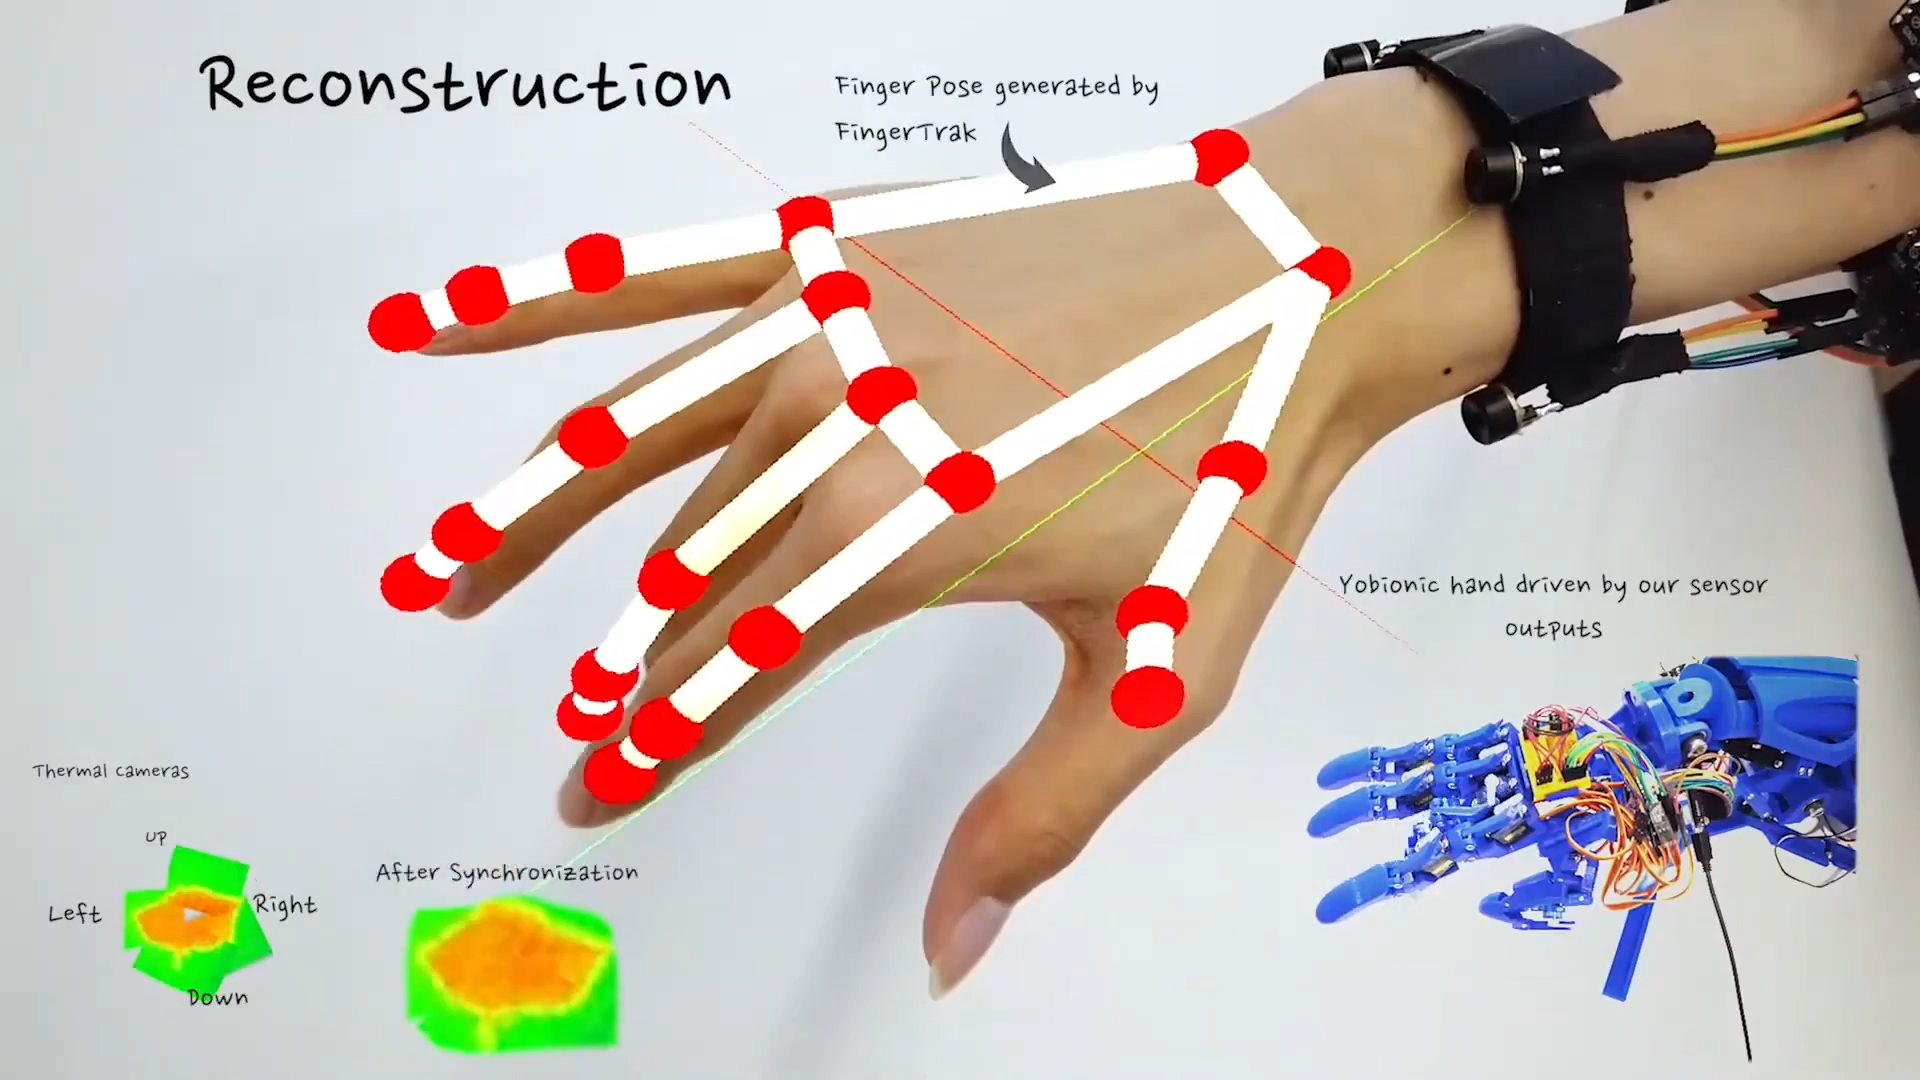 Reconstruction
Finger Pose generated by
FingerTrak
Yobionic hand driven by our sensor
outputs
Thermal cameras
UP
Left
Right
Down
After Synchronization